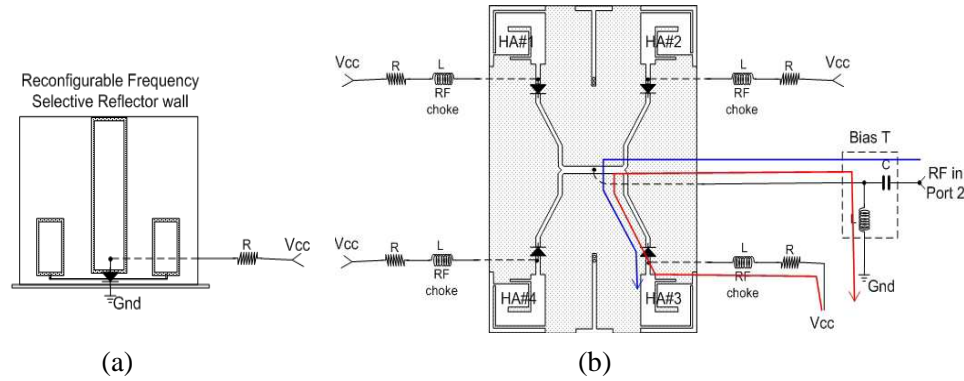 Reconfigurable Frequency
Selective Reflector wall
R
Vcc
Gnd
(a)
HA#1
HA#2
Vcc
R
L
RF
choke
L
R
RF
choke
Vcc
Bias T
C
RF in
Port 2
L
Gnd
Vcc
R
L
RF
choke
HA#4
HA#3
L
R
RF
choke
Vcc
(b)